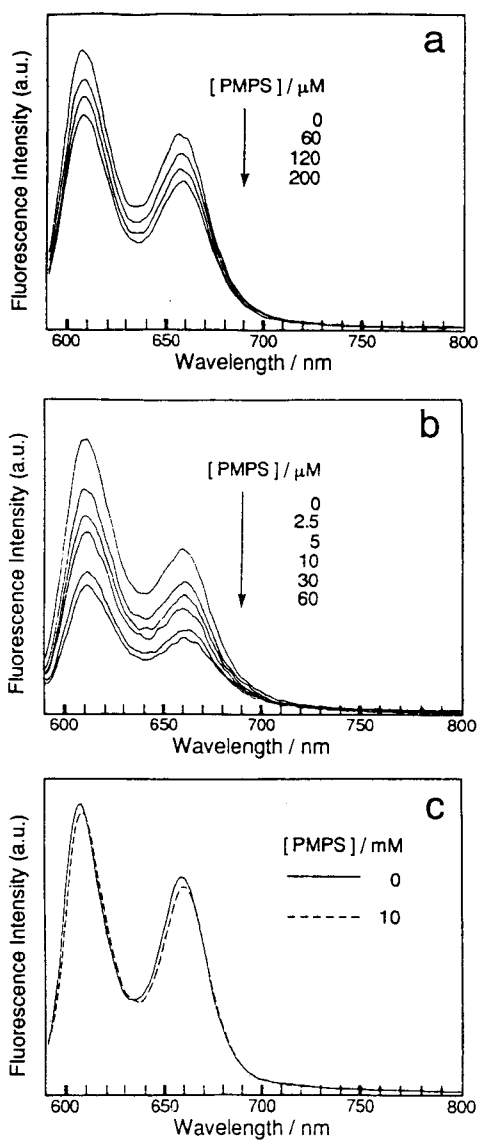 a
[ PMPS ] / μM
0
60
120
200
Fluorescence Intensity (a.u.)
600 650 700 750 800
Wavelength / nm
b
[ PMPS ] / μM
0
2.5
5
10
30
60
Fluorescence Intensity (a.u.)
600 650 700 750 800
Wavelength / nm
c
[ PMPS ] / mM
0
10
Fluorescence Intensity (a.u.)
600 650 700 750 800
Wavelength / nm